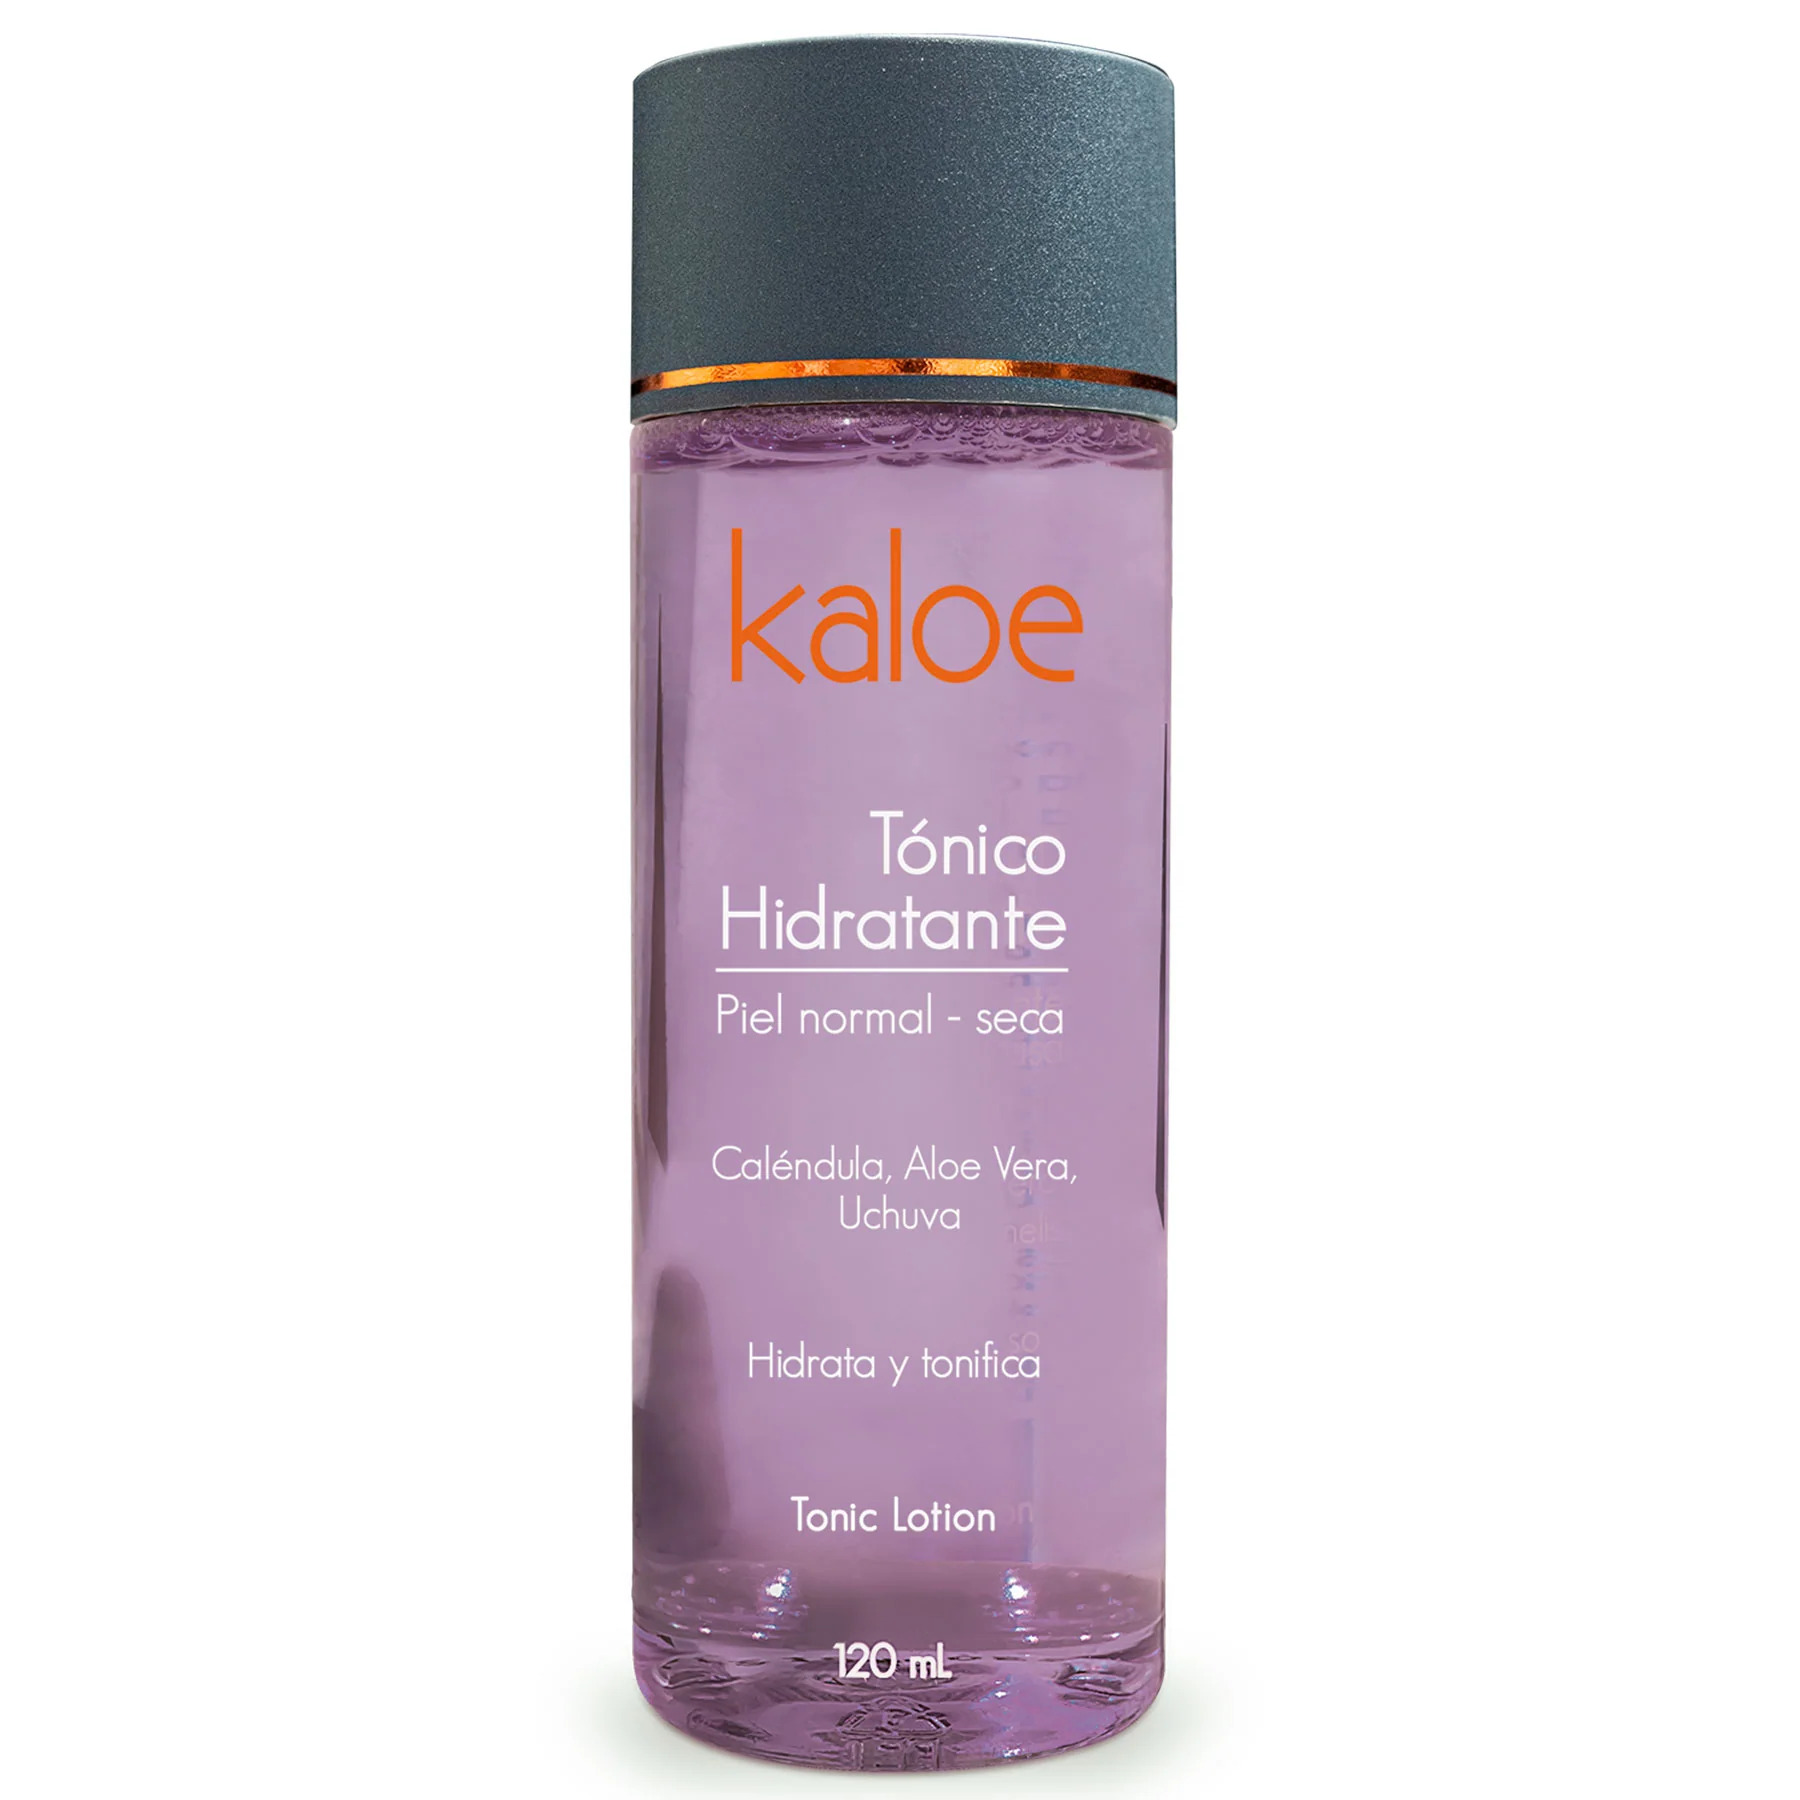 kaloe
Tónico
Hidratante
Piel normal - seca
Caléndula, Aloe Vera,
Uchuva
Hidrata y tonifica
Tonic Lotion
120 mL